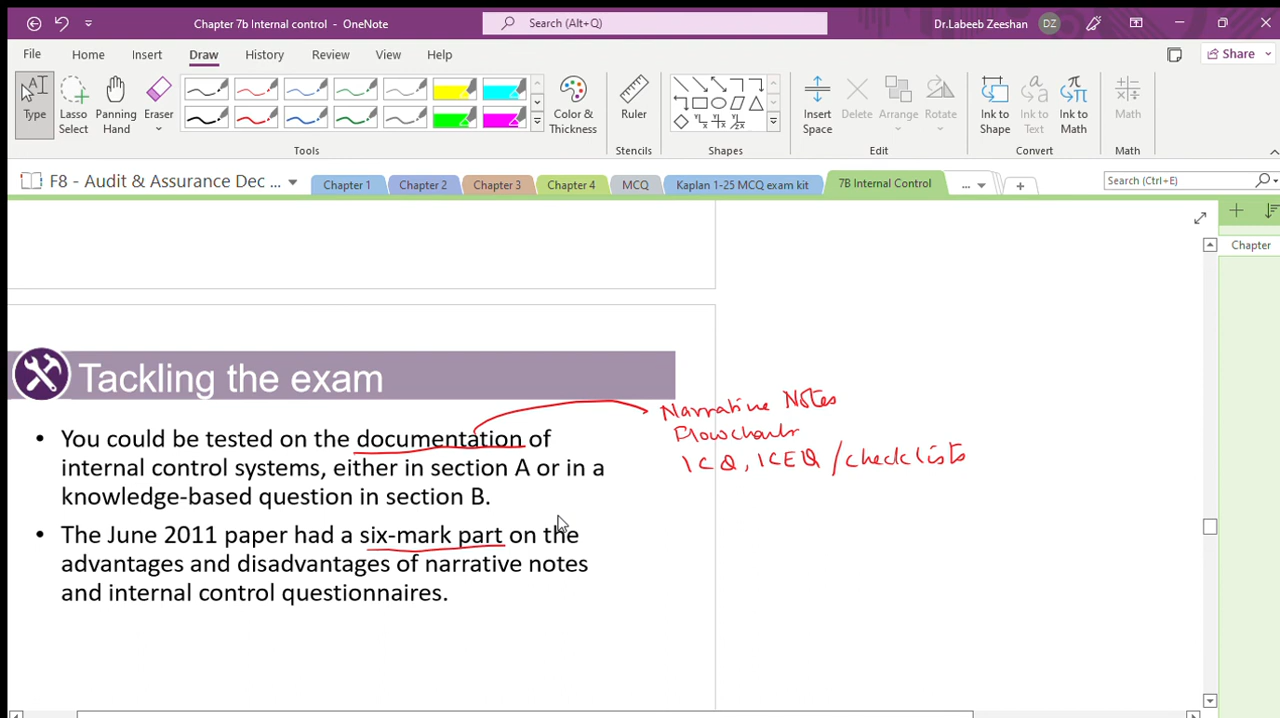 Chapter 7b Internal control - OneNote
Search (Alt+Q)
Dr.Labeeb Zeeshan
DZ
File
Home
Insert
Draw
History
Review
View
Help
Share
Type
Lasso Select
Panning Hand
Eraser
Color & Thickness
Ruler
Insert Space
Delete
Arrange
Rotate
Ink to Shape
Ink to Text
Ink to Math
Math
Tools
Stencils
Shapes
Edit
Convert
Math
F8 - Audit & Assurance Dec ...
Chapter 1
Chapter 2
Chapter 3
Chapter 4
MCQ
Kaplan 1-25 MCQ exam kit
7B Internal Control
...
Search (Ctrl+E)
Chapter
Tackling the exam
Narrative Notes
Flowcharts
ICQ, ICEQ / checklists
• You could be tested on the documentation of
internal control systems, either in section A or in a
knowledge-based question in section B.
• The June 2011 paper had a six-mark part on the
advantages and disadvantages of narrative notes
and internal control questionnaires.